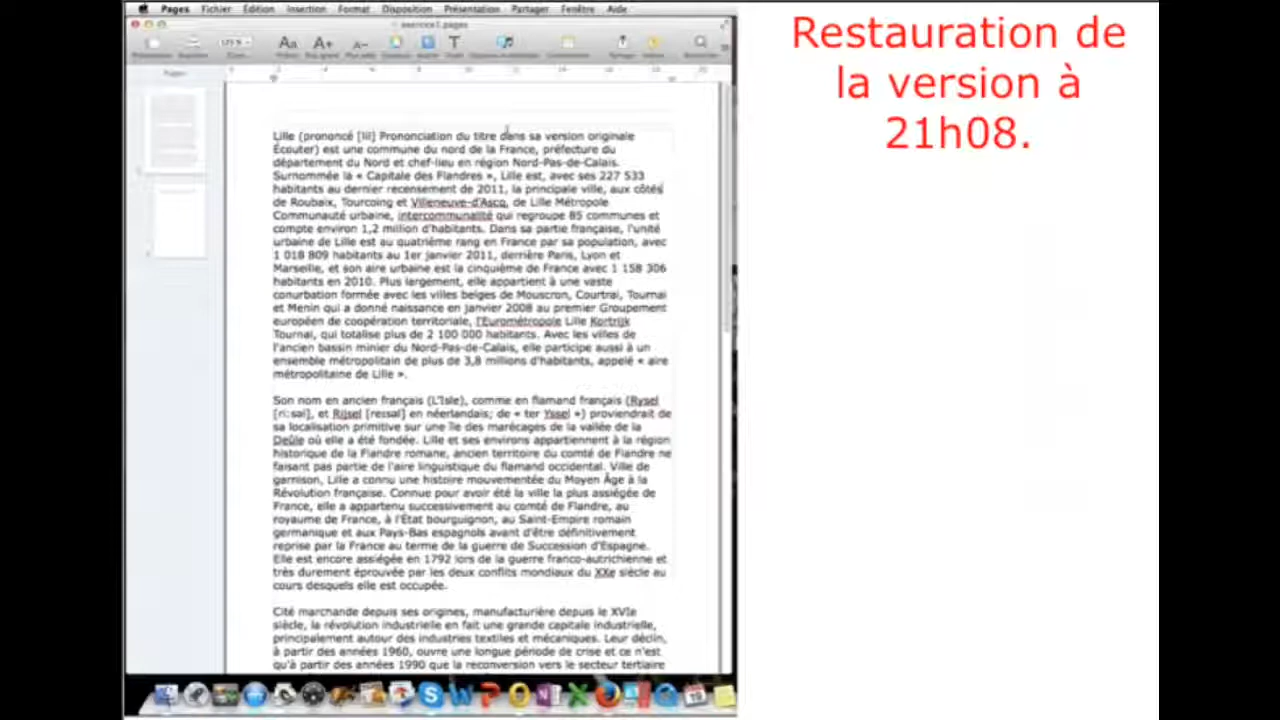 Pages Fichier Édition Insertion Format Disposition Présentation Partager Fenêtre Aide
exercice1.pages
Restauration de
la version à
21h08.
Lille (prononcé [lil] Prononciation du titre dans sa version originale
Écouter) est une commune du nord de la France, préfecture du
département du Nord et chef-lieu en région Nord-Pas-de-Calais.
Surnommée la « Capitale des Flandres », Lille est, avec ses 227 533
habitants au dernier recensement de 2011, la principale ville, aux côtés
de Roubaix, Tourcoing et Villeneuve-d'Ascq, de Lille Métropole
Communauté urbaine, intercommunalité qui regroupe 85 communes et
compte environ 1,2 million d'habitants. Dans sa partie française, l'unité
urbaine de Lille est au quatrième rang en France par sa population, avec
1 018 809 habitants au 1er janvier 2011, derrière Paris, Lyon et
Marseille, et son aire urbaine est la cinquième de France avec 1 158 306
habitants en 2010. Plus largement, elle appartient à une vaste
conurbation formée avec les villes belges de Mouscron, Courtrai, Tournai
et Menin qui a donné naissance en janvier 2008 au premier Groupement
européen de coopération territoriale, l'Eurométropole Lille Kortrijk
Tournai, qui totalise plus de 2 100 000 habitants. Avec les villes de
l'ancien bassin minier du Nord-Pas-de-Calais, elle participe aussi à un
ensemble métropolitain de plus de 3,8 millions d'habitants, appelé « aire
métropolitaine de Lille ».
Son nom en ancien français (L'Isle), comme en flamand français (Rysel
et Rijsel en néerlandais; de « ter Yssel ») proviendrait de
sa localisation primitive sur une île des marécages de la vallée de la
Deûle où elle a été fondée. Lille et ses environs appartiennent à la région
historique de la Flandre romane, ancien territoire du comté de Flandre ne
faisant pas partie de l'aire linguistique du flamand occidental. Ville de
garnison, Lille a connu une histoire mouvementée du Moyen Âge à la
Révolution française. Connue pour avoir été la ville la plus assiégée de
France, elle a appartenu successivement au comté de Flandre, au
royaume de France, à l'État bourguignon, au Saint-Empire romain
germanique et aux Pays-Bas espagnols avant d'être définitivement
reprise par la France au terme de la guerre de Succession d'Espagne.
Elle est encore assiégée en 1792 lors de la guerre franco-autrichienne et
très durement éprouvée par les deux conflits mondiaux du XXe siècle au
cours desquels elle est occupée.
Cité marchande depuis ses origines, manufacturière depuis le XVIe
siècle, la révolution industrielle en fait une grande capitale industrielle,
principalement autour des industries textiles et mécaniques. Leur déclin,
à partir des années 1960, ouvre une longue période de crise et ce n'est
qu'à partir des années 1990 que la reconversion vers le secteur tertiaire